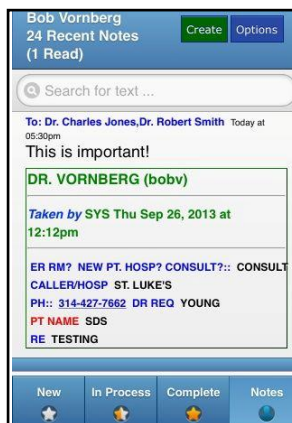 Bob Vornberg
24 Recent Notes
(1 Read)
Create
Options
Search for text ...
To: Dr. Charles Jones,Dr. Robert Smith Today at
05:30pm
This is important!
DR. VORNBERG (bobv)
Taken by SYS Thu Sep 26, 2013 at
12:12pm
ER RM? NEW PT. HOSP? CONSULT?:: CONSULT
CALLER/HOSP ST. LUKE'S
PH:: 314-427-7662 DR REQ YOUNG
PT NAME SDS
RE TESTING
New
In Process
Complete
Notes